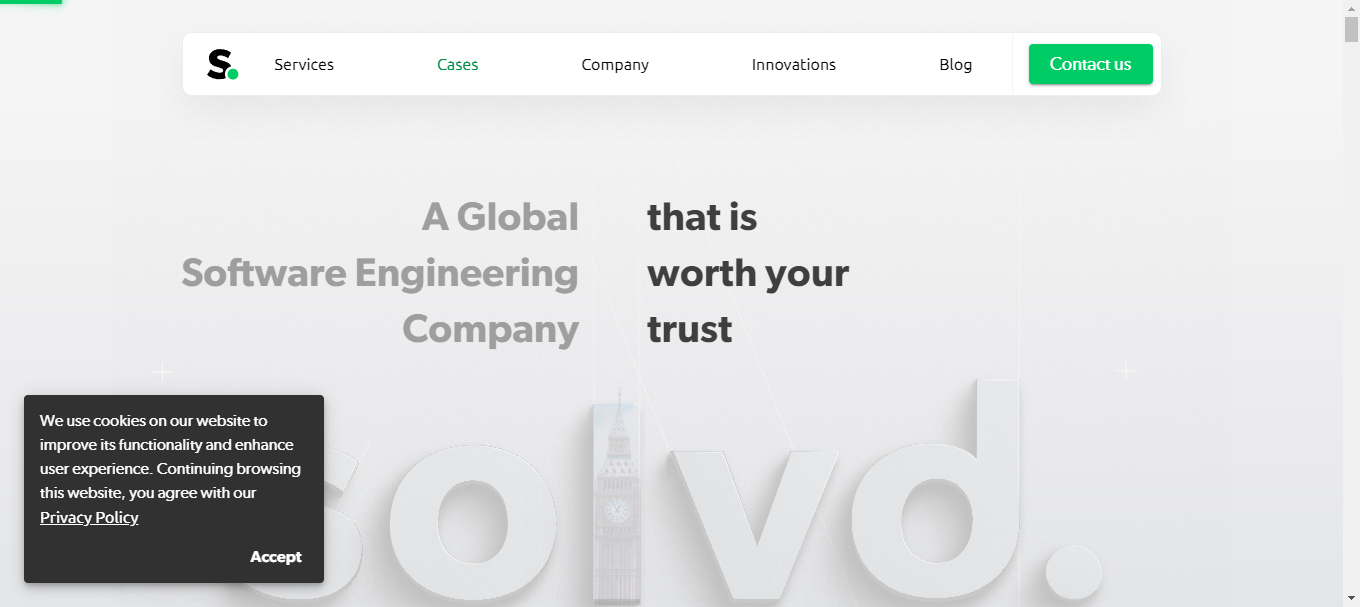 S.
Services
Cases
Company
Innovations
Blog
Contact us
A Global
Software Engineering
Company
that is
worth your
trust
solvd.
We use cookies on our website to
improve its functionality and enhance
user experience. Continuing browsing
this website, you agree with our
Privacy Policy
Accept